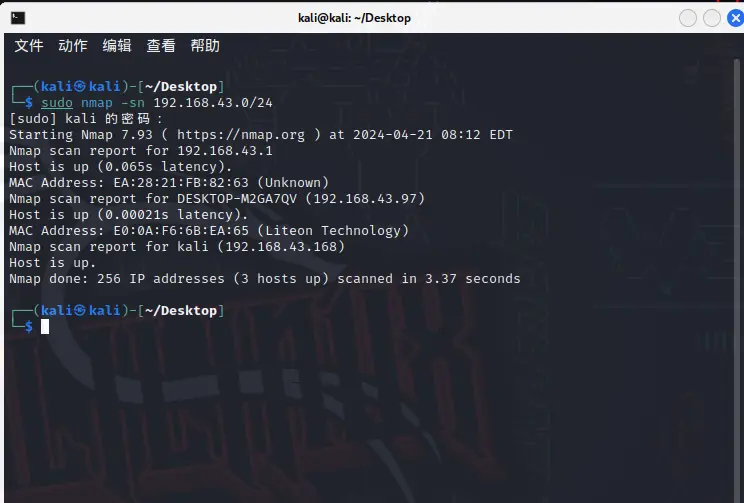 kali@kali: ~/Desktop
文件 动作 编辑 查看 帮助
┌──(kali㉿kali)-[~/Desktop]
└─$ sudo nmap -sn 192.168.43.0/24
[sudo] kali 的密码：
Starting Nmap 7.93 ( https://nmap.org ) at 2024-04-21 08:12 EDT
Nmap scan report for 192.168.43.1
Host is up (0.065s latency).
MAC Address: EA:28:21:FB:82:63 (Unknown)
Nmap scan report for DESKTOP-M2GA7QV (192.168.43.97)
Host is up (0.00021s latency).
MAC Address: E0:0A:F6:6B:EA:65 (Liteon Technology)
Nmap scan report for kali (192.168.43.168)
Host is up.
Nmap done: 256 IP addresses (3 hosts up) scanned in 3.37 seconds
┌──(kali㉿kali)-[~/Desktop]
└─$